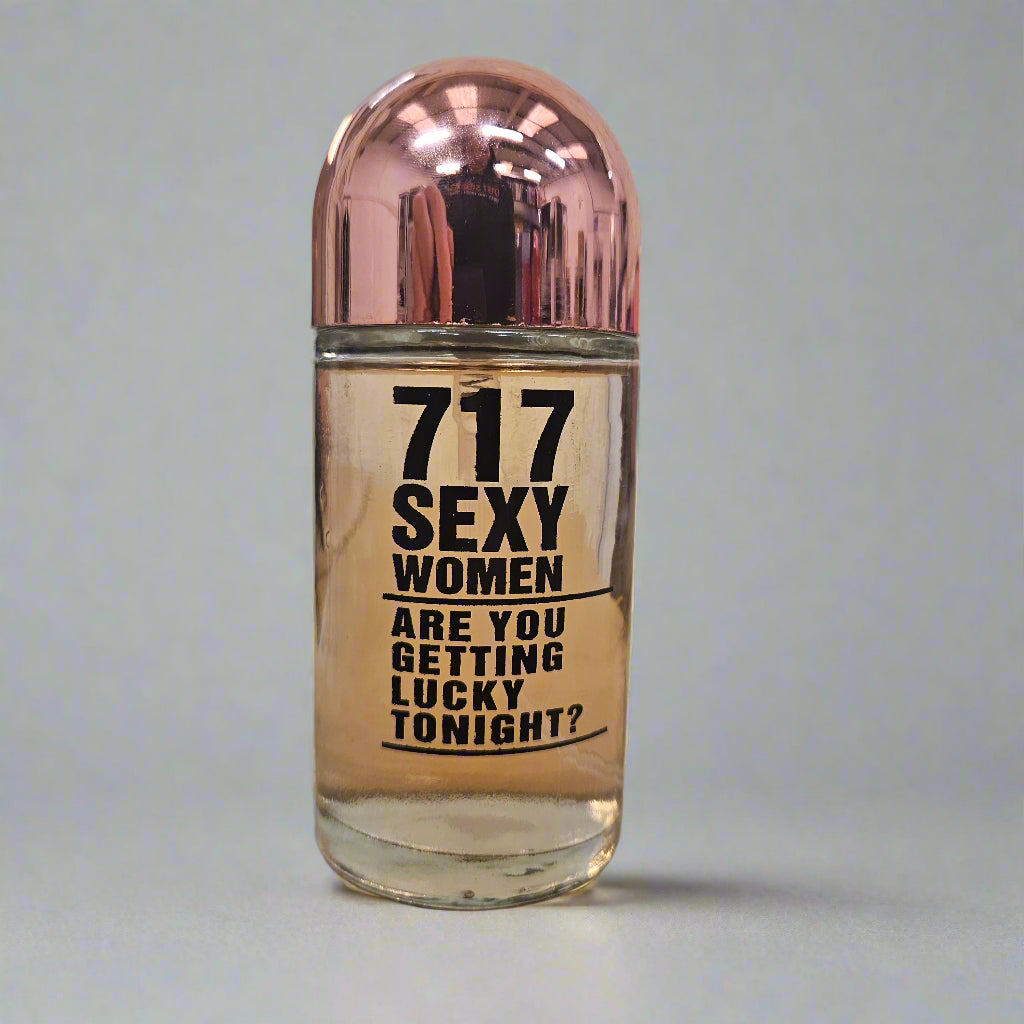 717
SEXY
WOMEN
ARE YOU
GETTING
LUCKY
TONIGHT?